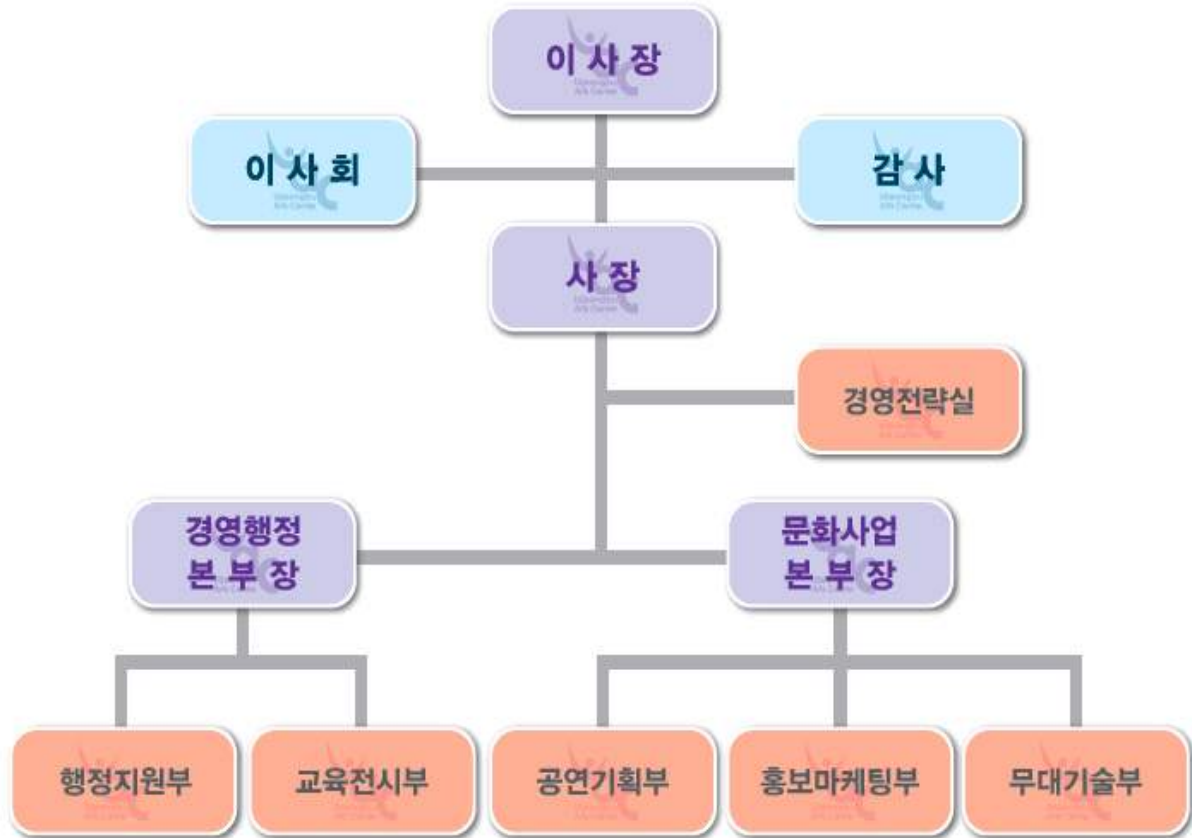 이 사 장
이 사 회
감 사
사 장
경영전략실
경영행정
본 부 장
문화사업
본 부 장
행정지원부
교육전시부
공연기획부
홍보마케팅부
무대기술부